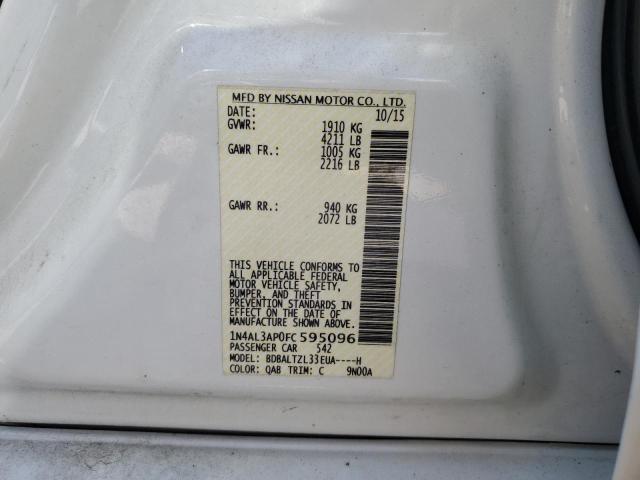 MFD BY NISSAN MOTOR CO., LTD.
DATE: 10/15
GVWR: 1910 KG
4211 LB
GAWR FR.: 1005 KG
2216 LB
GAWR RR.: 940 KG
2072 LB
THIS VEHICLE CONFORMS TO
ALL APPLICABLE FEDERAL
MOTOR VEHICLE SAFETY,
BUMPER, AND THEFT
PREVENTION STANDARDS IN
EFFECT ON THE DATE OF
MANUFACTURE SHOWN ABOVE.
1N4AL3AP0FC595096
PASSENGER CAR 542
MODEL: BDBALTZL33EUA----H
COLOR: QAB TRIM: C 9N00A